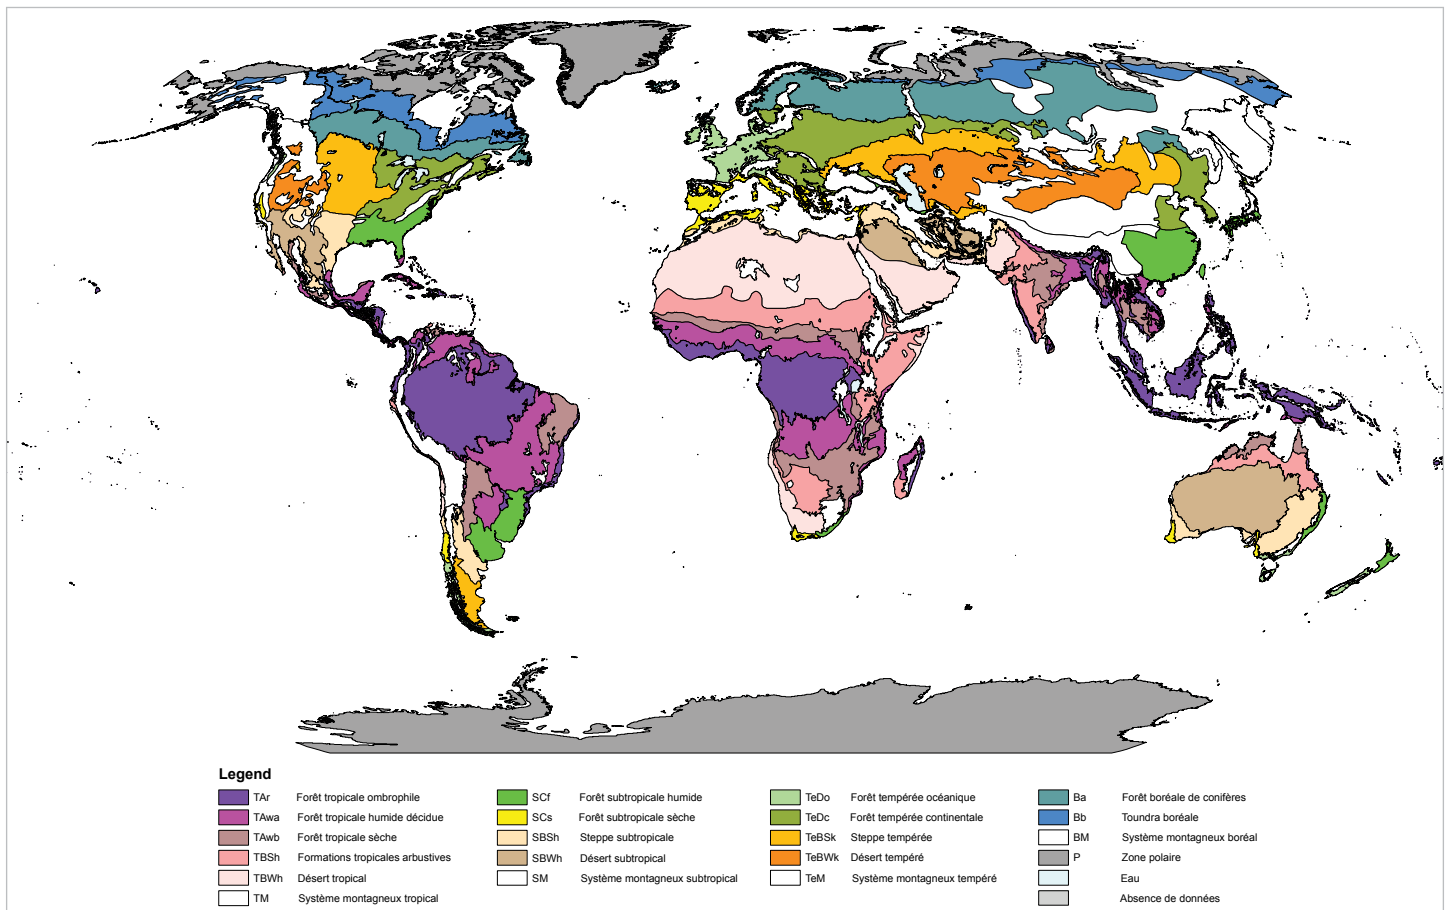 Legend
TAr Forêt tropicale ombrophile
TAwa Forêt tropicale humide décidue
TAwb Forêt tropicale sèche
TBSh Formations tropicales arbustives
TBWh Désert tropical
TM Système montagneux tropical
SCf Forêt subtropicale humide
SCs Forêt subtropicale sèche
SBSh Steppe subtropicale
SBWh Désert subtropical
SM Système montagneux subtropical
TeDo Forêt tempérée océanique
TeDc Forêt tempérée continentale
TeBSk Steppe tempérée
TeBWk Désert tempéré
TeM Système montagneux tempéré
Ba Forêt boréale de conifères
Bb Toundra boréale
BM Système montagneux boréal
P Zone polaire
Eau
Absence de données